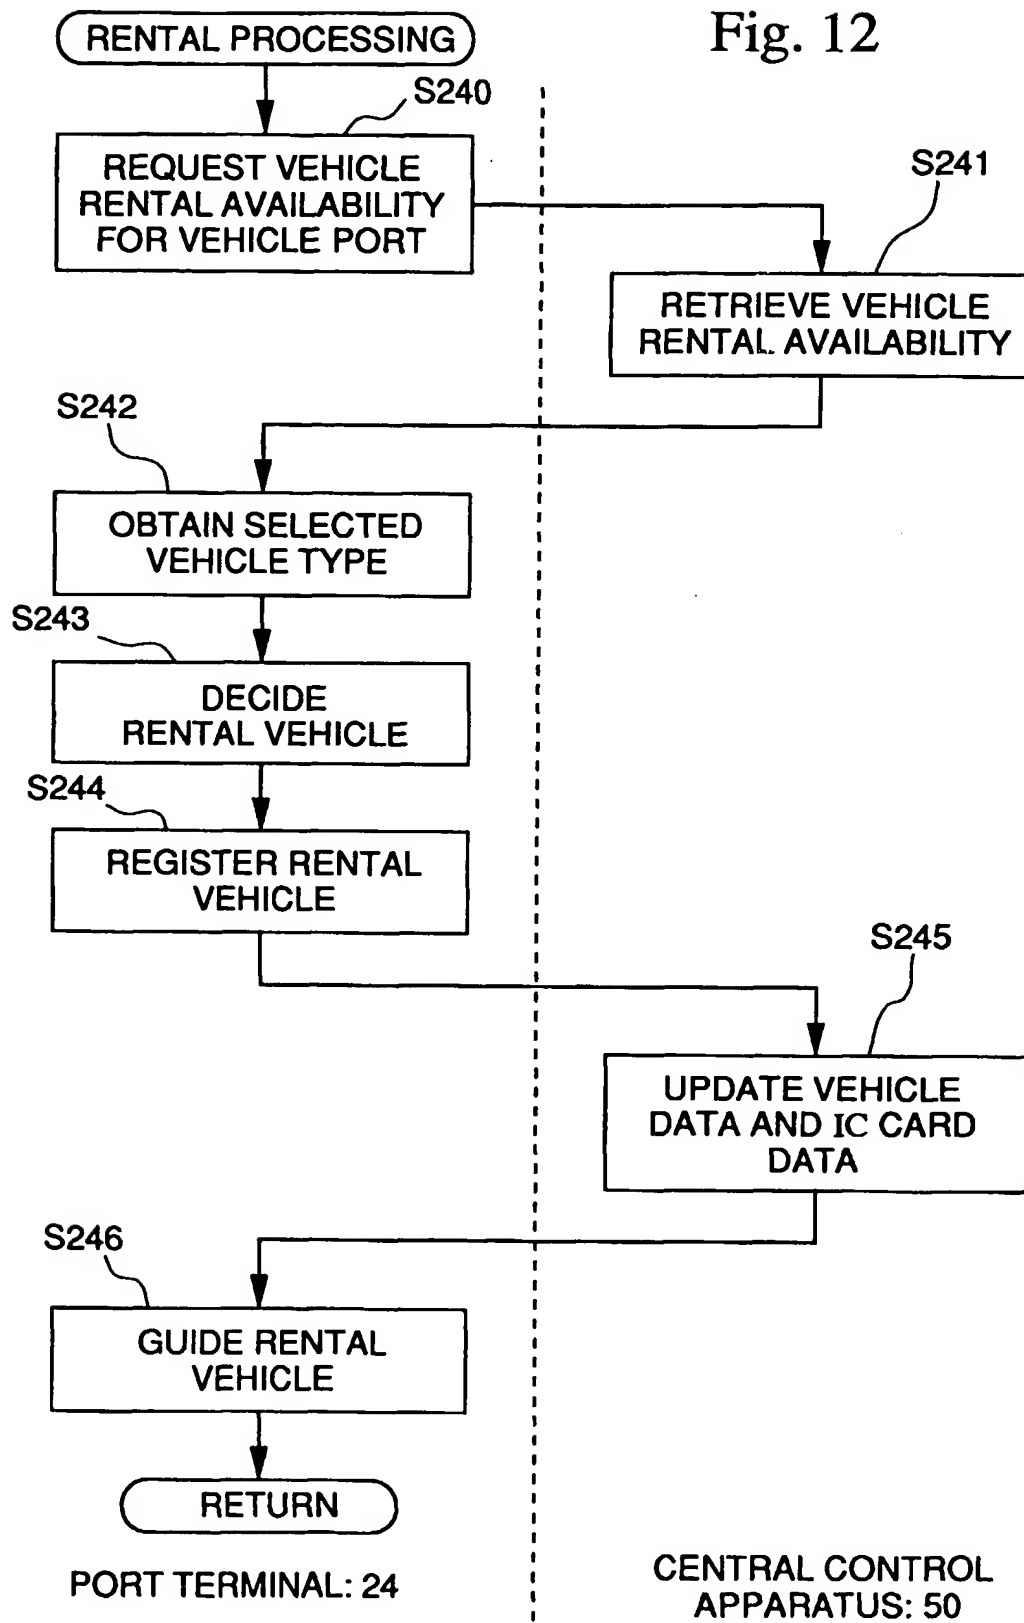 RENTAL PROCESSING
Fig. 12
S240
REQUEST VEHICLE
RENTAL AVAILABILITY
FOR VEHICLE PORT
S241
RETRIEVE VEHICLE
RENTAL AVAILABILITY
S242
OBTAIN SELECTED
VEHICLE TYPE
S243
DECIDE
RENTAL VEHICLE
S244
REGISTER RENTAL
VEHICLE
S245
UPDATE VEHICLE
DATA AND IC CARD
DATA
S246
GUIDE RENTAL
VEHICLE
RETURN
PORT TERMINAL: 24
CENTRAL CONTROL
APPARATUS: 50